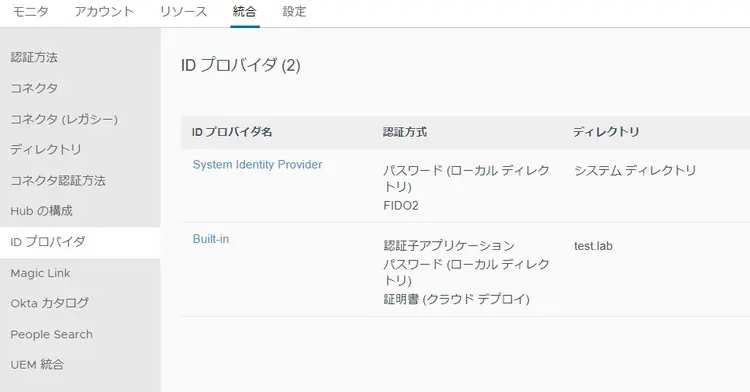 モニタ アカウント リソース 統合 設定
認証方法
コネクタ
コネクタ (レガシー)
ディレクトリ
コネクタ認証方法
Hub の構成
ID プロバイダ
Magic Link
Okta カタログ
People Search
UEM 統合
ID プロバイダ (2)
ID プロバイダ名 認証方式 ディレクトリ
System Identity Provider パスワード (ローカル ディレク システム ディレクトリ
トリ)
FIDO2
Built-in 認証子アプリケーション test.lab
パスワード (ローカル ディレク
トリ)
証明書 (クラウド デプロイ)